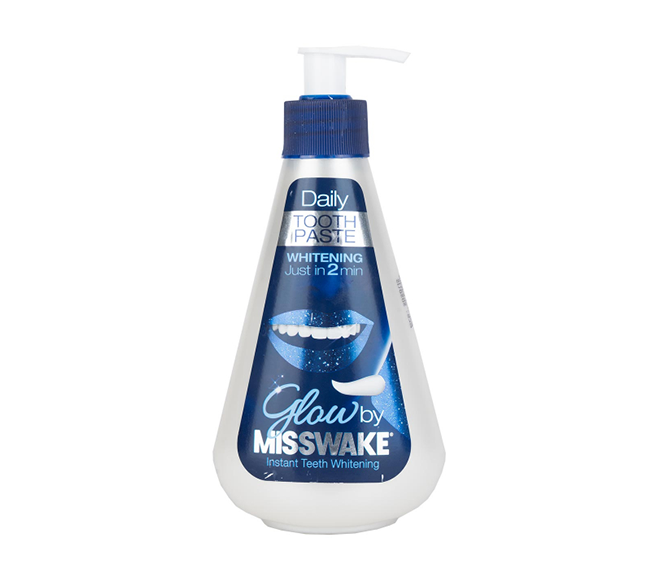 Daily
TOOTH
PASTE
WHITENING
Just in 2 min
Glow by
MISSWAKE®
Instant Teeth Whitening